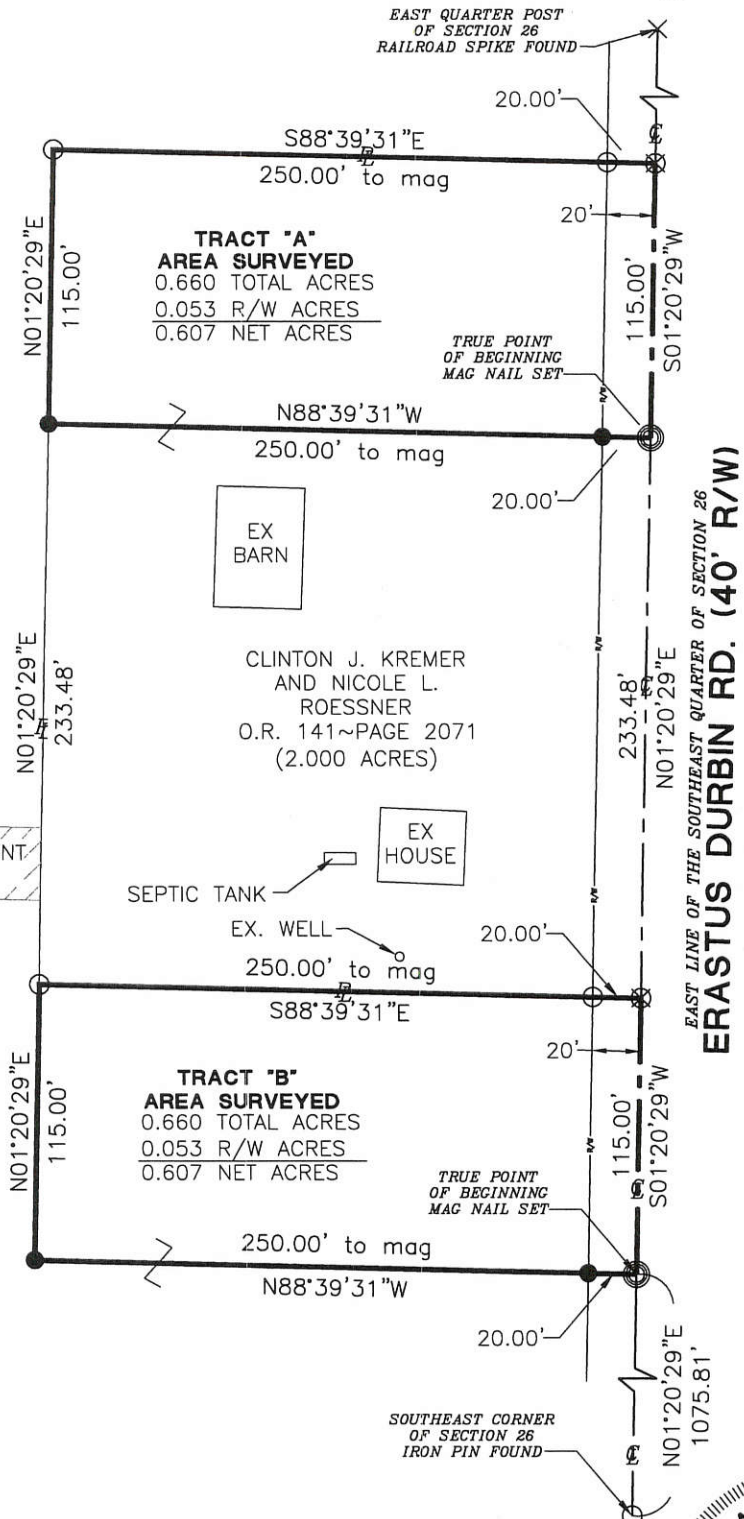 EAST QUARTER POST
OF SECTION 26
RAILROAD SPIKE FOUND
20.00'
S88°39'31"E
250.00' to mag
20'
N01°20'29"E
115.00'
TRACT "A"
AREA SURVEYED
0.660 TOTAL ACRES
0.053 R/W ACRES
0.607 NET ACRES
115.00'
S01°20'29"W
TRUE POINT
OF BEGINNING
MAG NAIL SET
R/W
N88°39'31"W
250.00' to mag
20.00'
EX
BARN
EAST LINE OF THE SOUTHEAST QUARTER OF SECTION 26
ERASTUS DURBIN RD. (40' R/W)
R/W
N01°20'29"E
233.48'
CLINTON J. KREMER
AND NICOLE L.
ROESSNER
O.R. 141~PAGE 2071
(2.000 ACRES)
233.48'
N01°20'29"E
EX
HOUSE
NT
SEPTIC TANK
R/W
EX. WELL
20.00'
250.00' to mag
S88°39'31"E
20'
N01°20'29"E
115.00'
TRACT "B"
AREA SURVEYED
0.660 TOTAL ACRES
0.053 R/W ACRES
0.607 NET ACRES
115.00'
S01°20'29"W
R/W
TRUE POINT
OF BEGINNING
MAG NAIL SET
250.00' to mag
N88°39'31"W
20.00'
N01°20'29"E
1075.81'
SOUTHEAST CORNER
OF SECTION 26
IRON PIN FOUND